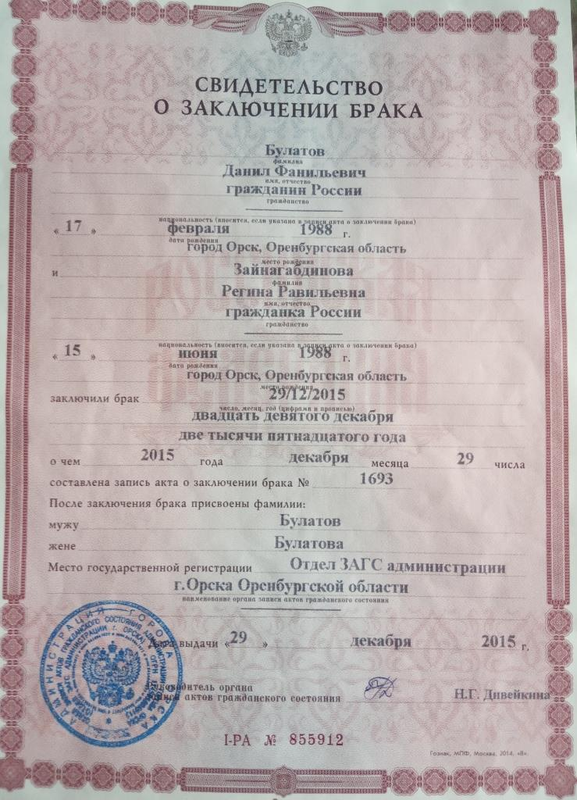 СВИДЕТЕЛЬСТВО
О ЗАКЛЮЧЕНИИ БРАКА
Булатов
фамилия
Данил Фанильевич
имя, отчество
гражданин России
гражданство
национальность (вносится, если указано в записи акта о заключении брака)
« 17 » февраля 1988 г.
дата рождения
город Орск, Оренбургская область
место рождения
и Зайнагабдинова
фамилия
Регина Равильевна
имя, отчество
гражданка России
гражданство
национальность (вносится, если указано в записи акта о заключении брака)
« 15 » июня 1988 г.
дата рождения
город Орск, Оренбургская область
место рождения
заключили брак 29/12/2015
число, месяц, год (цифрами и прописью)
двадцать девятого декабря
две тысячи пятнадцатого года
о чем 2015 года декабря месяца 29 числа
составлена запись акта о заключении брака № 1693
После заключения брака присвоены фамилии:
мужу Булатов
жене Булатова
Место государственной регистрации Отдел ЗАГС администрации
г.Орска Оренбургской области
наименование органа записи актов гражданского состояния
Дата выдачи « 29 » декабря 2015 г.
Руководитель органа
записи актов гражданского состояния Н.Г. Дивейкина
I-РА № 855912
Гознак, МПФ, Москва, 2014, «В».
АДМИНИСТРАЦИЯ ГОРОДА